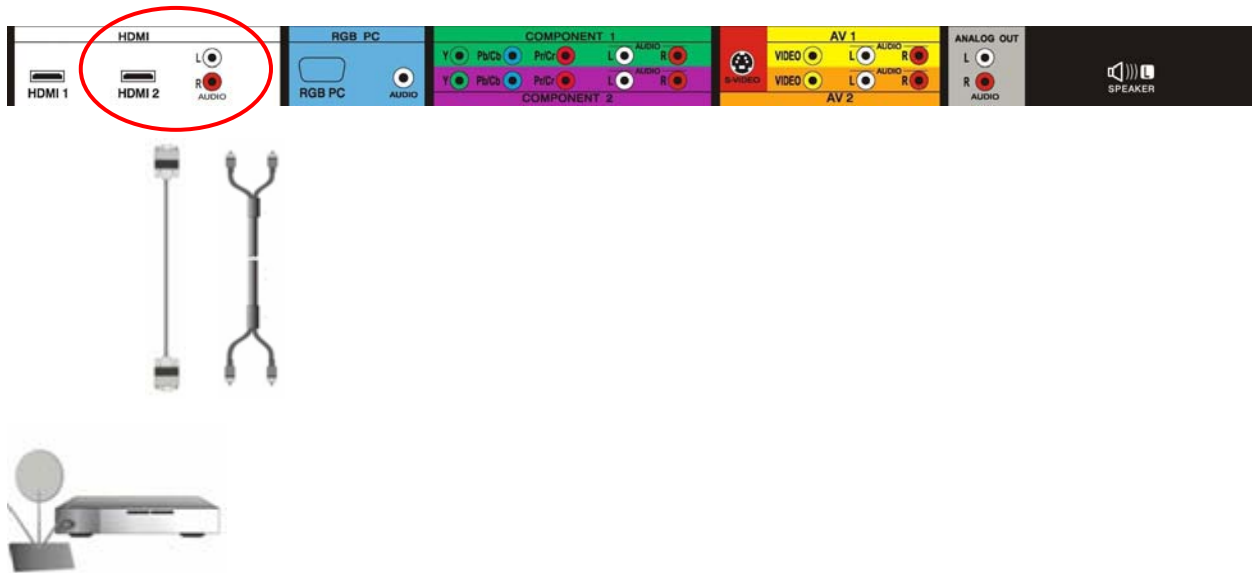 HDMI
HDMI 1
HDMI 2
L
R
AUDIO
RGB PC
RGB PC
AUDIO
COMPONENT 1
Y Pb/Cb Pr/Cr L AUDIO R
Y Pb/Cb Pr/Cr L AUDIO R
COMPONENT 2
S-VIDEO
AV 1
VIDEO L AUDIO R
VIDEO L AUDIO R
AV 2
ANALOG OUT
L
R
AUDIO
L
SPEAKER